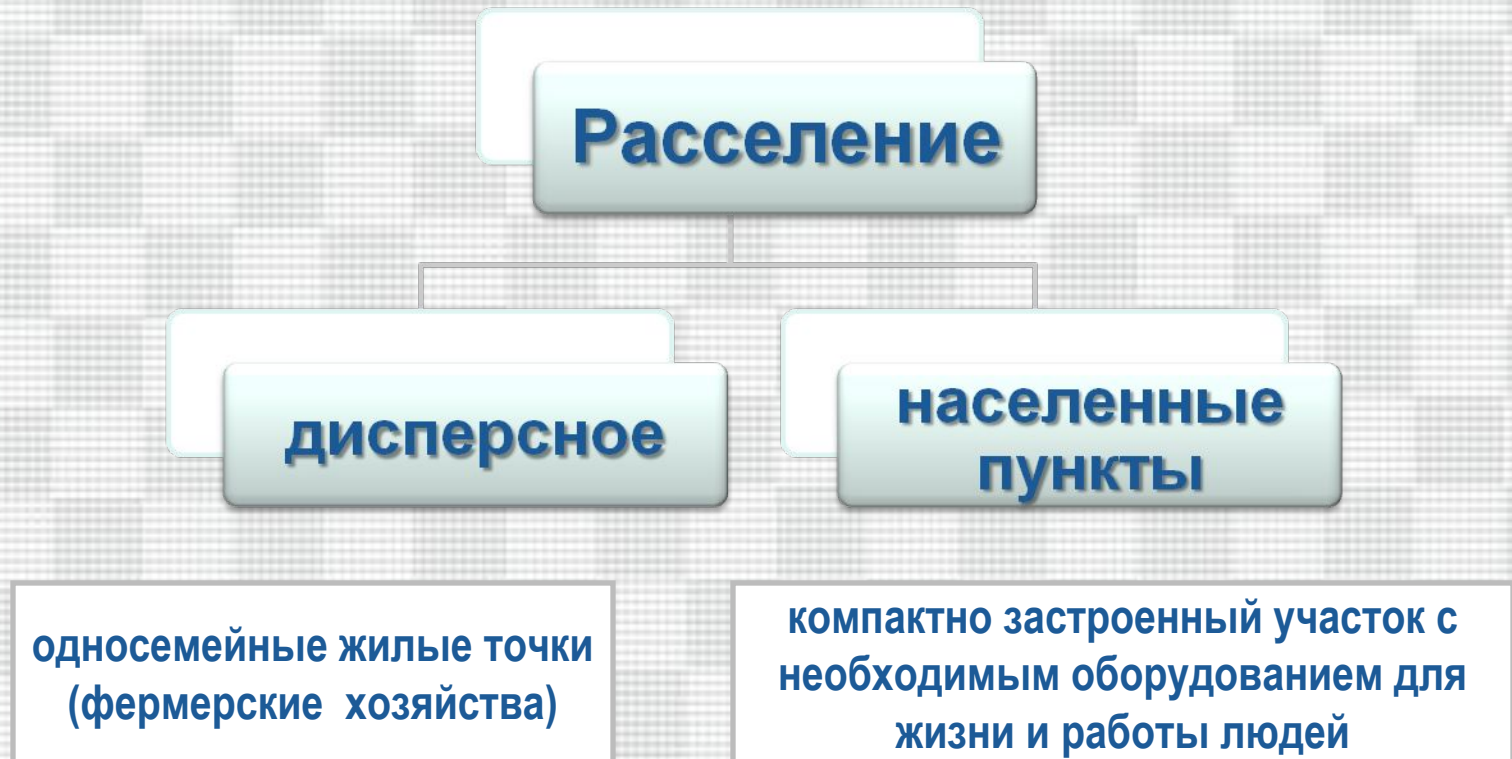 Расселение
дисперсное
населенные
пункты
односемейные жилые точки
(фермерские хозяйства)
компактно застроенный участок с
необходимым оборудованием для
жизни и работы людей